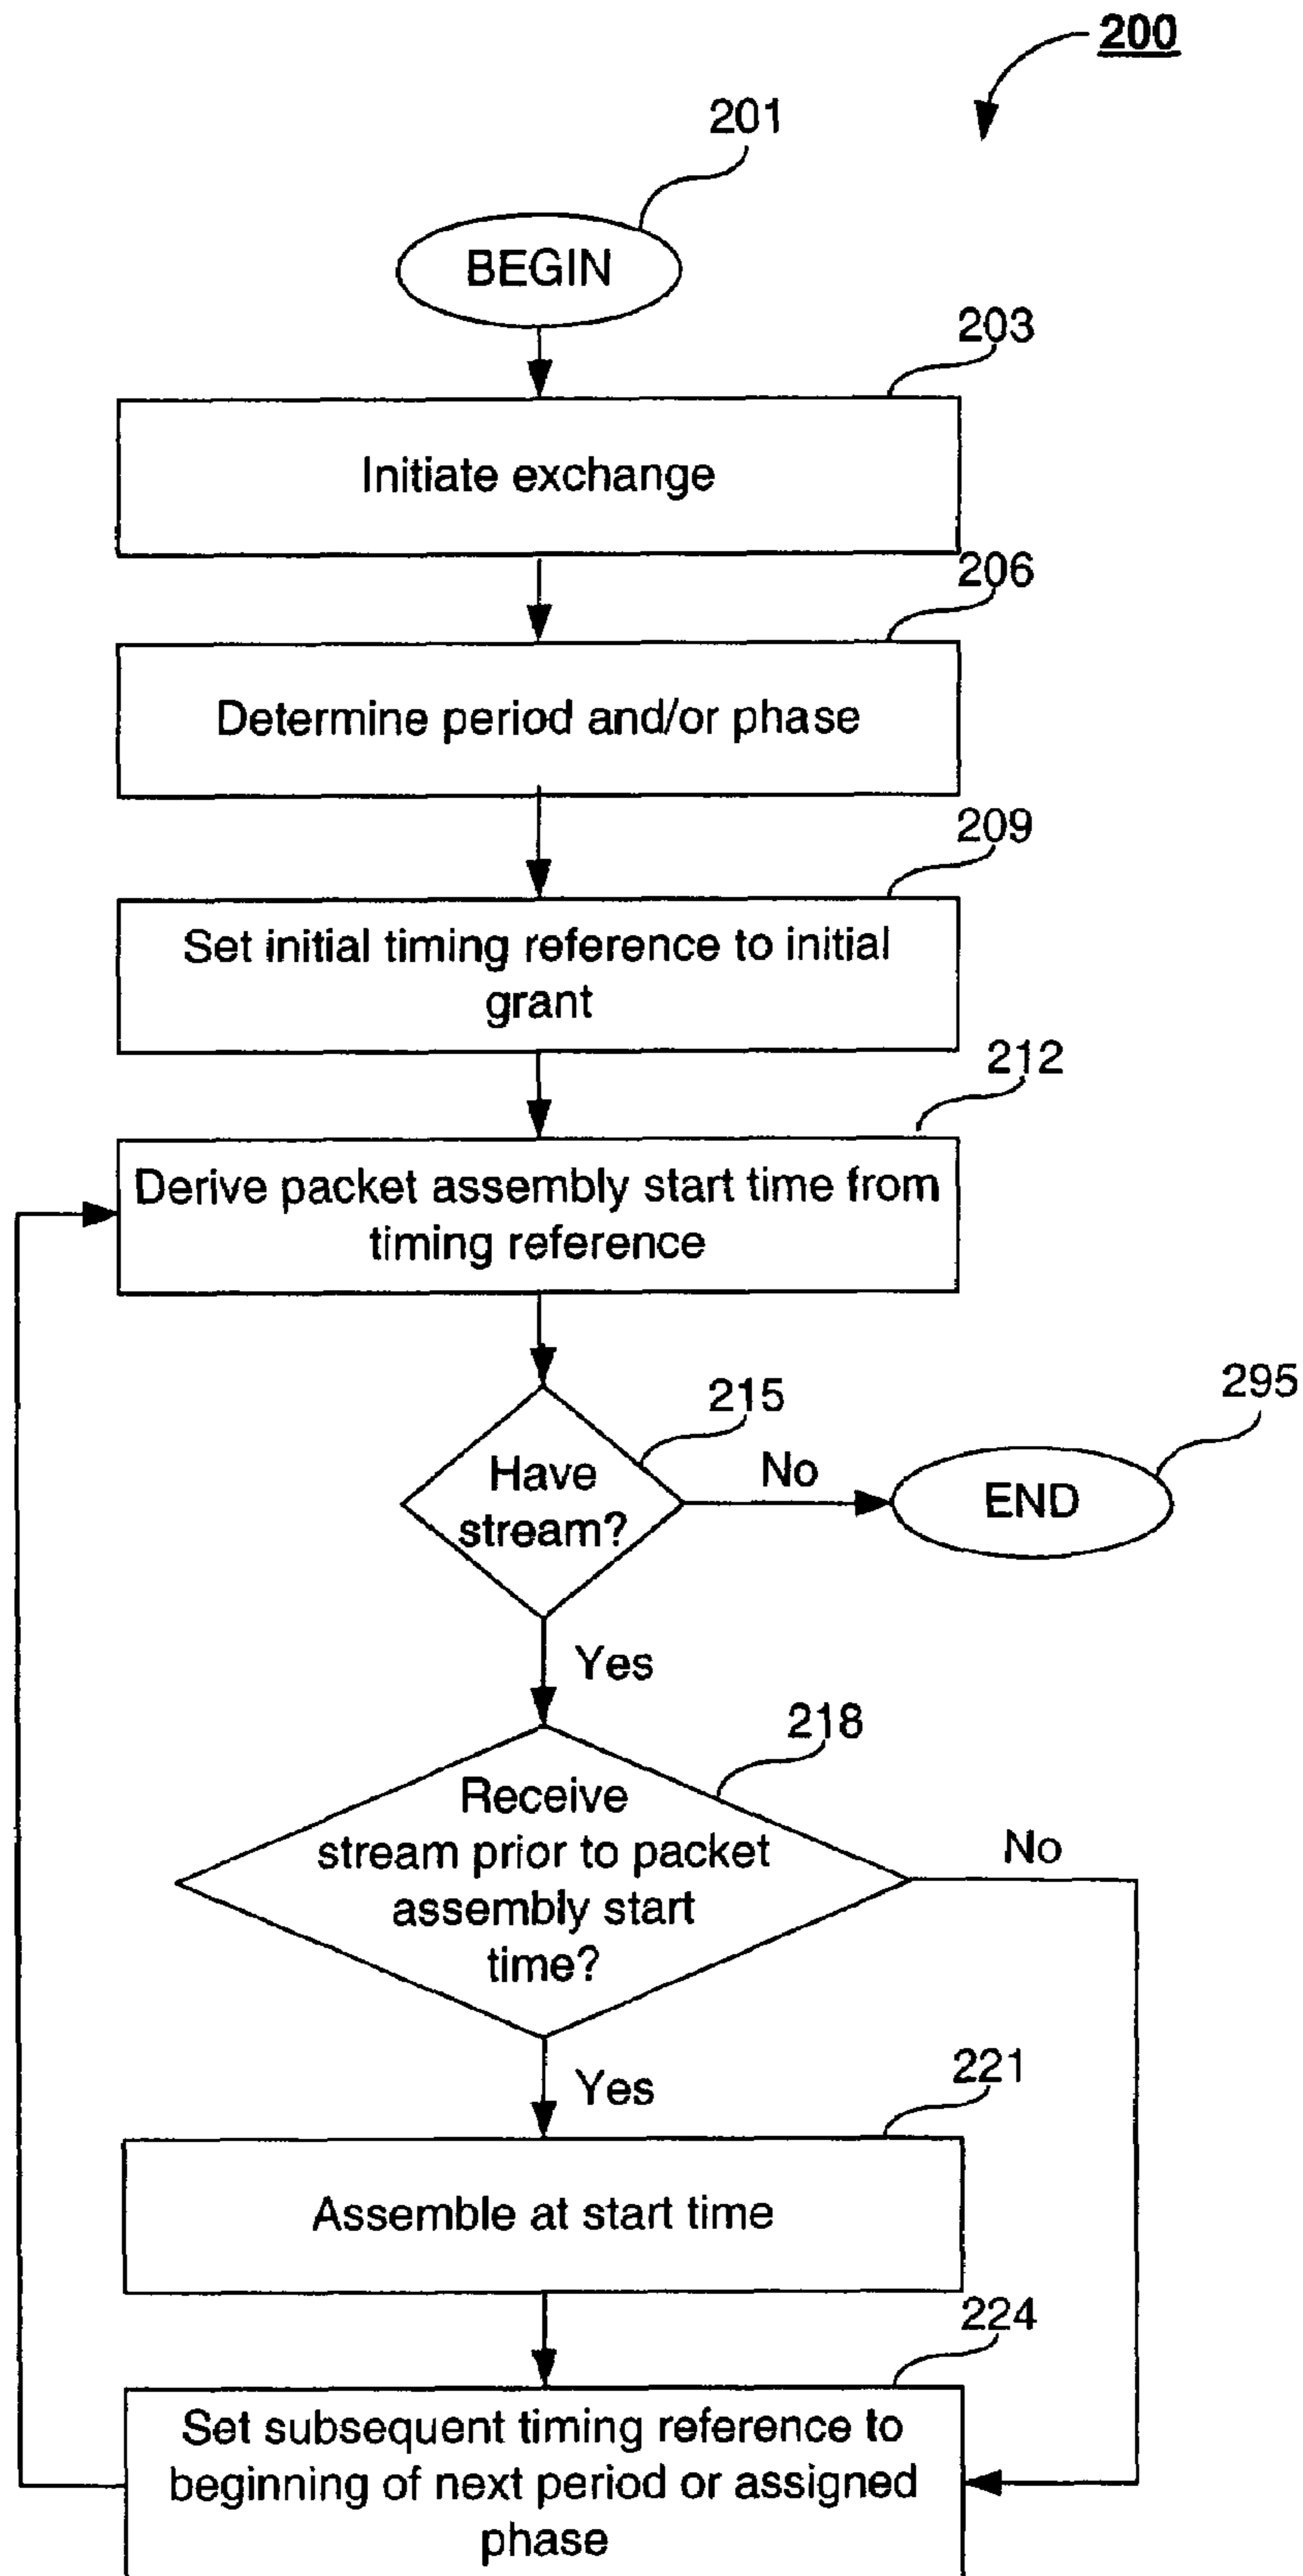 200
201
BEGIN
203
Initiate exchange
206
Determine period and/or phase
209
Set initial timing reference to initial
grant
212
Derive packet assembly start time from
timing reference
215
Have
stream?
No
295
END
Yes
218
Receive
stream prior to packet
assembly start
time?
No
Yes
221
Assemble at start time
224
Set subsequent timing reference to
beginning of next period or assigned
phase